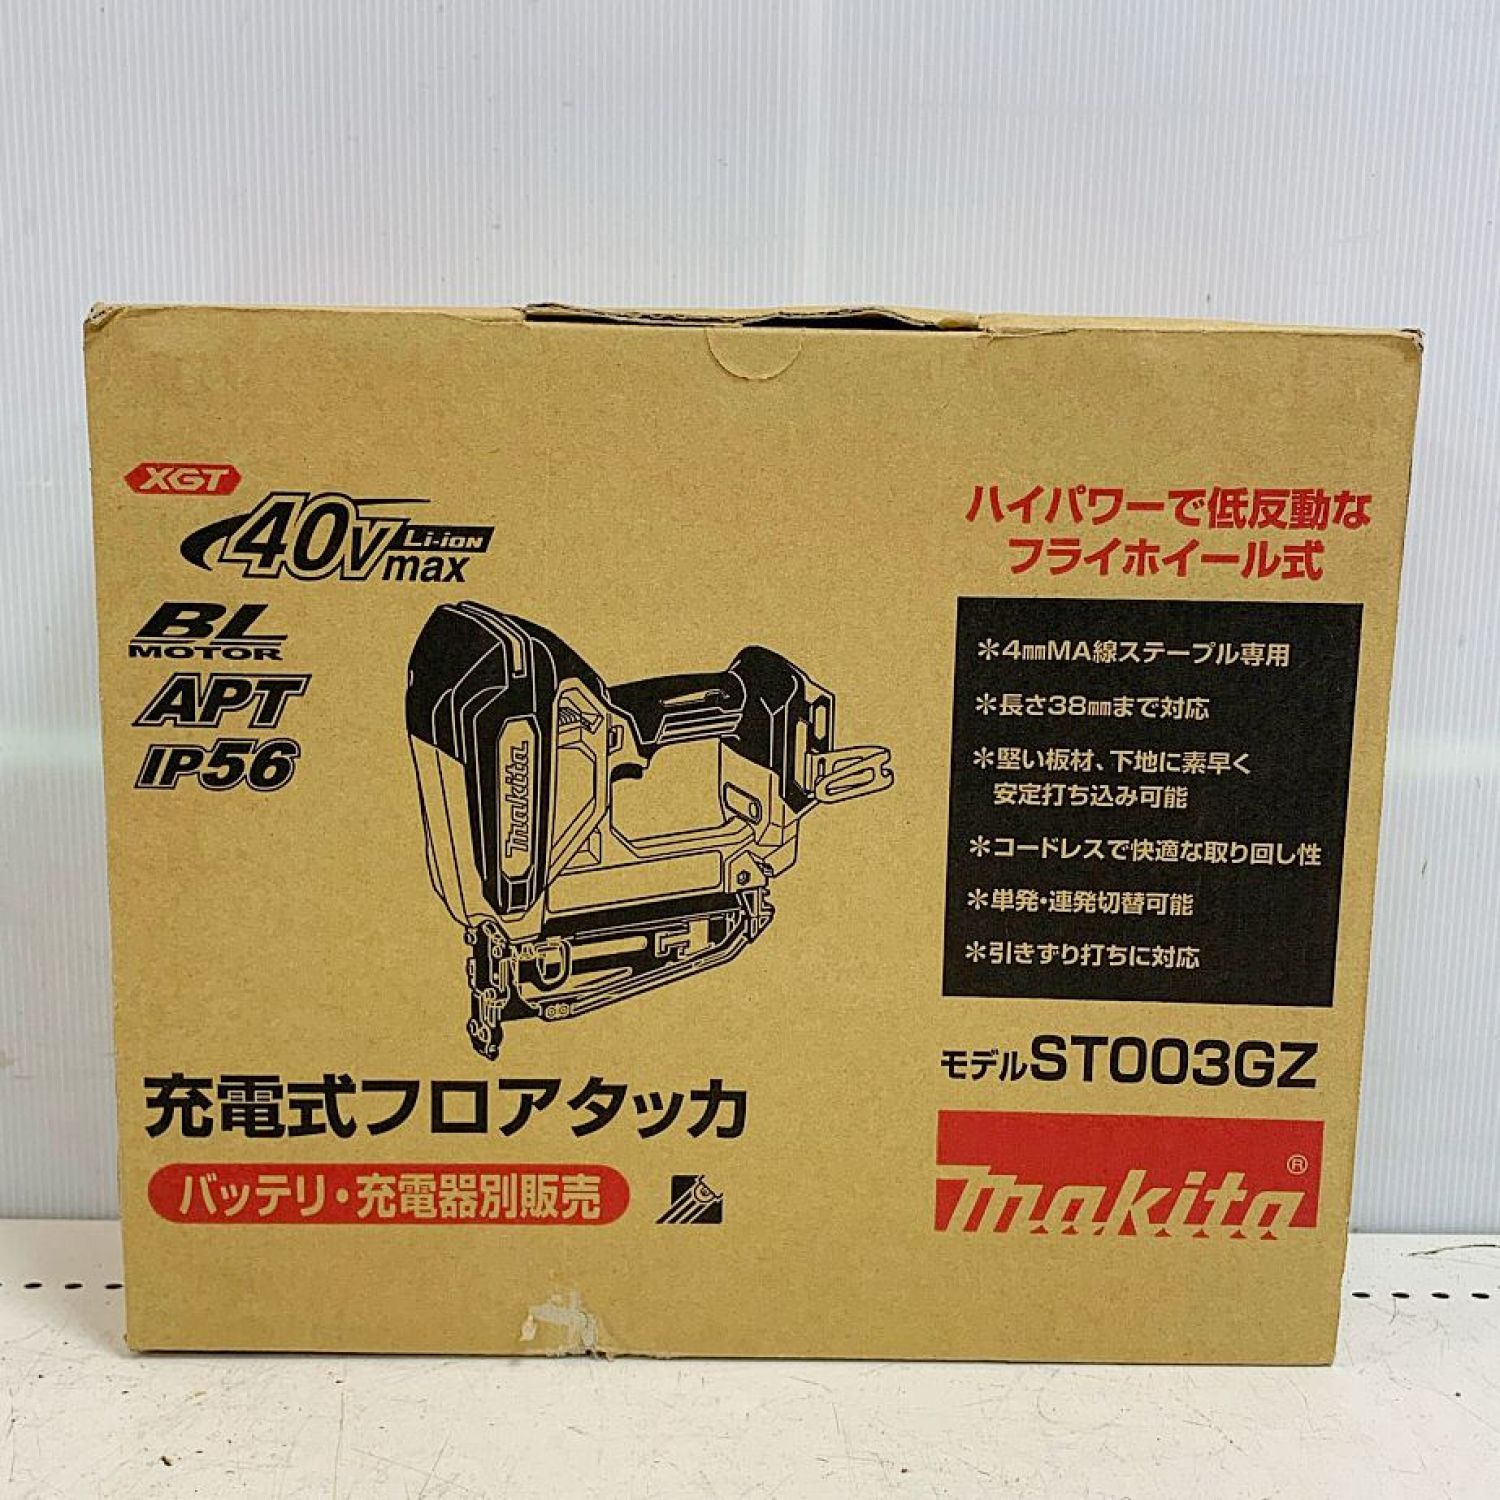 XGT
40Vmax Li-ion
BL
MOTOR
APT
IP56
makita
充電式フロアタッカ
バッテリ・充電器別販売
ハイパワーで低反動な
フライホイール式
＊4㎜MA線ステープル専用
＊長さ38㎜まで対応
＊堅い板材、下地に素早く
安定打ち込み可能
＊コードレスで快適な取り回し性
＊単発・連発切替可能
＊引きずり打ちに対応
モデルST003GZ
makita®